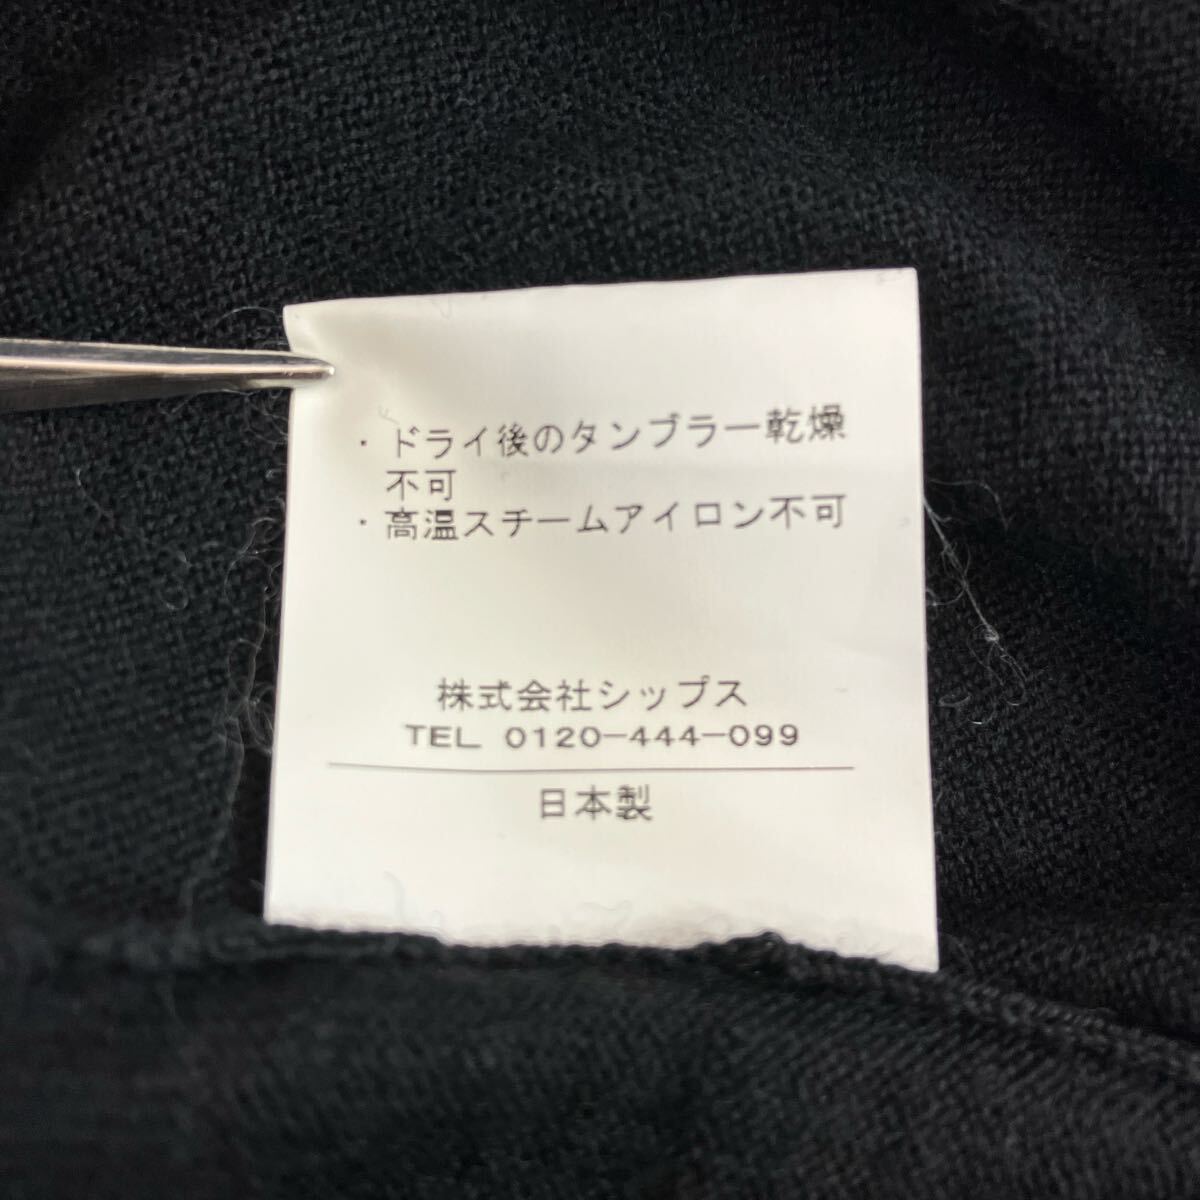 ・ドライ後のタンブラー乾燥
不可
・高温スチームアイロン不可
株式会社シップス
TEL 0120-444-099
日本製